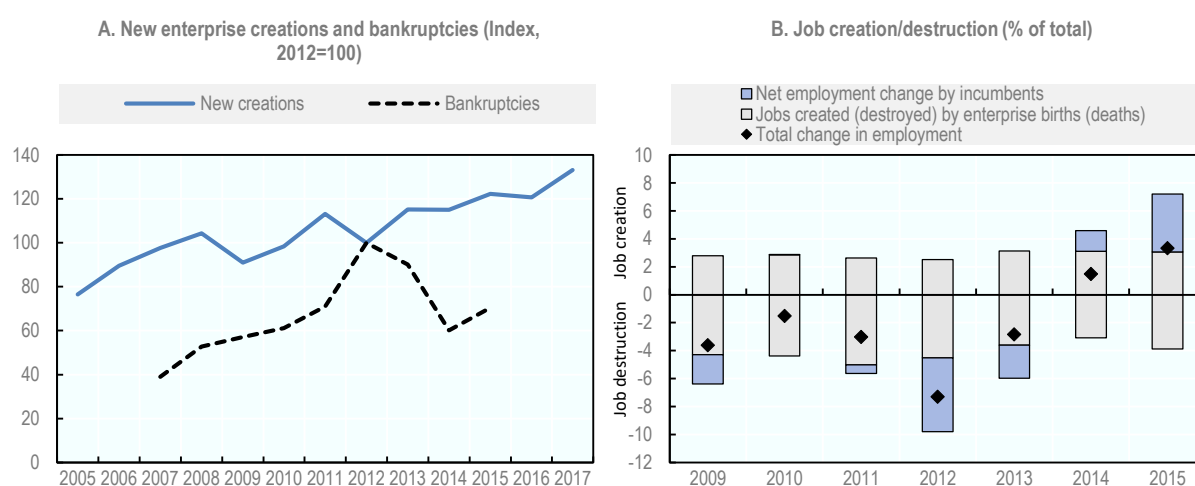 A. New enterprise creations and bankruptcies (Index,
2012=100)
New creations
Bankruptcies
140
120
100
80
60
40
20
0
2005 2006 2007 2008 2009 2010 2011 2012 2013 2014 2015 2016 2017
B. Job creation/destruction (% of total)
Net employment change by incumbents
Jobs created (destroyed) by enterprise births (deaths)
Total change in employment
Job creation
Job destruction
10
8
6
4
2
0
-2
-4
-6
-8
-10
-12
2009 2010 2011 2012 2013 2014 2015